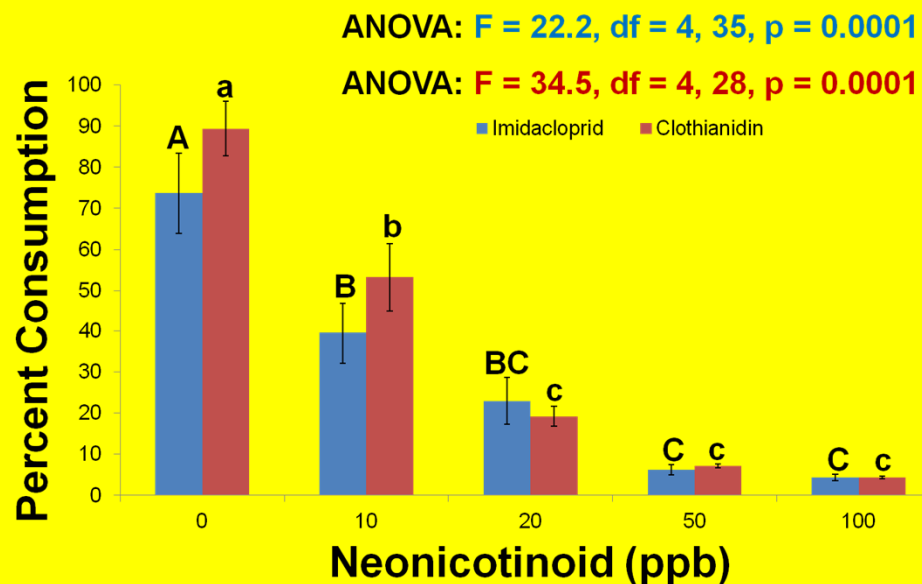 ANOVA: F = 22.2, df = 4, 35, p = 0.0001
ANOVA: F = 34.5, df = 4, 28, p = 0.0001
Imidacloprid Clothianidin
Percent Consumption
100
90
80
70
60
50
40
30
20
10
0
A a
B b
BC c
C c
C c
0 10 20 50 100
Neonicotinoid (ppb)